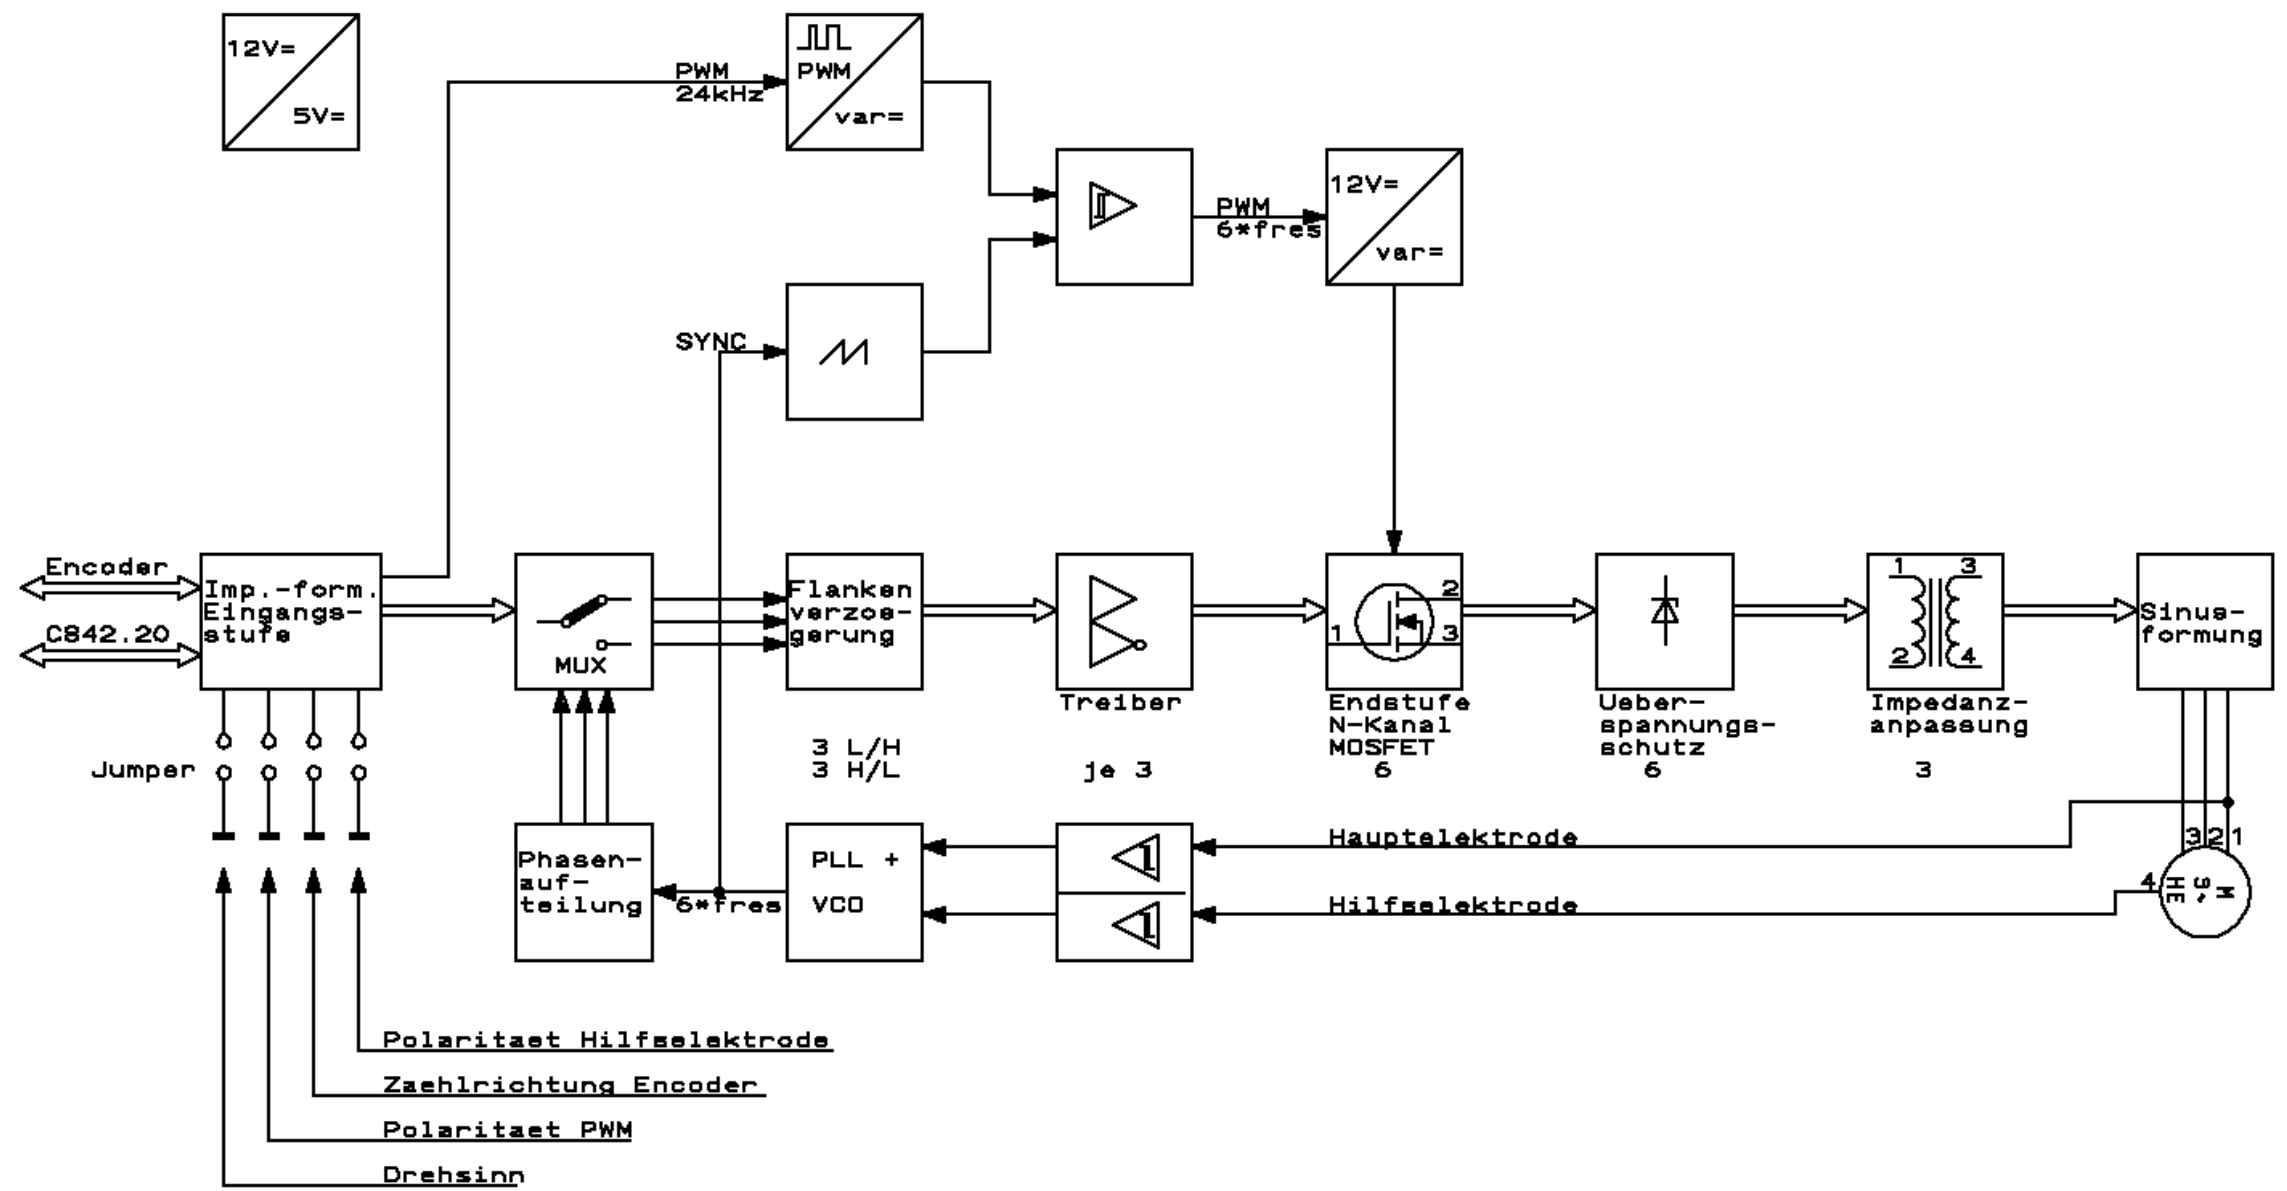 12V=
5V=
PWM
24kHz
PWM
var=
12V=
var=
PWM
6*fres
SYNC
Encoder
C842.20
Imp.-form.
Eingangs-
stufe
MUX
Flanken
verzoe-
gerung
Treiber
1
2
3
Endstufe
N-Kanal
MOSFET
6
Ueber-
spannungs-
schutz
6
1
3
2
4
Impedanz-
anpassung
3
Sinus-
formung
3 L/H
3 H/L
je 3
Jumper
Phasen-
auf-
teilung
6*fres
PLL +
VCO
Hauptelektrode
Hilfselektrode
3 2 1
4
M
3~
HE
Polaritaet Hilfselektrode
Zaehlrichtung Encoder
Polaritaet PWM
Drehsinn